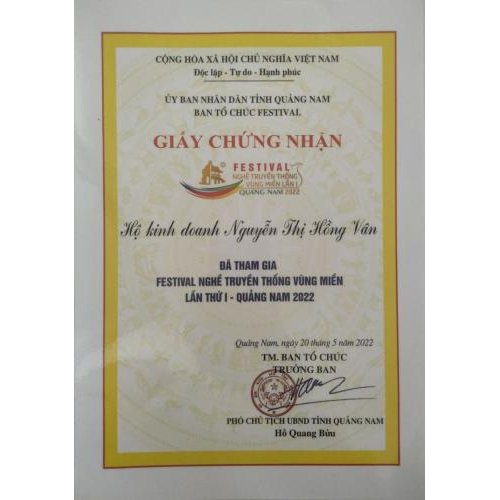 CỘNG HÒA XÃ HỘI CHỦ NGHĨA VIỆT NAM
Độc lập - Tự do - Hạnh phúc
ỦY BAN NHÂN DÂN TỈNH QUẢNG NAM
BAN TỔ CHỨC FESTIVAL
GIẤY CHỨNG NHẬN
FESTIVAL
NGHỀ TRUYỀN THỐNG
VÙNG MIỀN LẦN I
QUẢNG NAM 2022
Hộ kinh doanh Nguyễn Thị Hồng Vân
ĐÃ THAM GIA
FESTIVAL NGHỀ TRUYỀN THỐNG VÙNG MIỀN
LẦN THỨ I - QUẢNG NAM 2022
Quảng Nam, ngày 20 tháng 5 năm 2022
TM. BAN TỔ CHỨC
TRƯỞNG BAN
PHÓ CHỦ TỊCH UBND TỈNH QUẢNG NAM
Hồ Quang Bửu